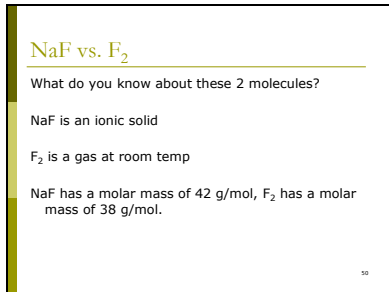 NaF vs. F₂
What do you know about these 2 molecules?
NaF is an ionic solid
F₂ is a gas at room temp
NaF has a molar mass of 42 g/mol, F₂ has a molar
mass of 38 g/mol.
50